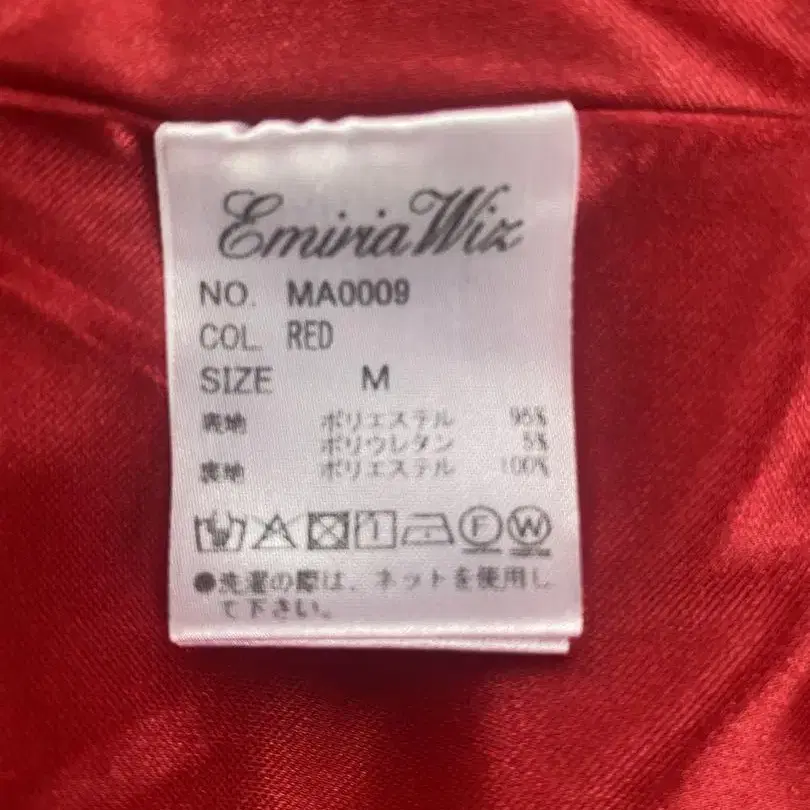 Emiria Wiz
NO. MA0009
COL. RED
SIZE M
表地 ポリエステル 95%
ポリウレタン 5%
裏地 ポリエステル 100%
F W
●洗濯の際は、ネットを使用し
て下さい。